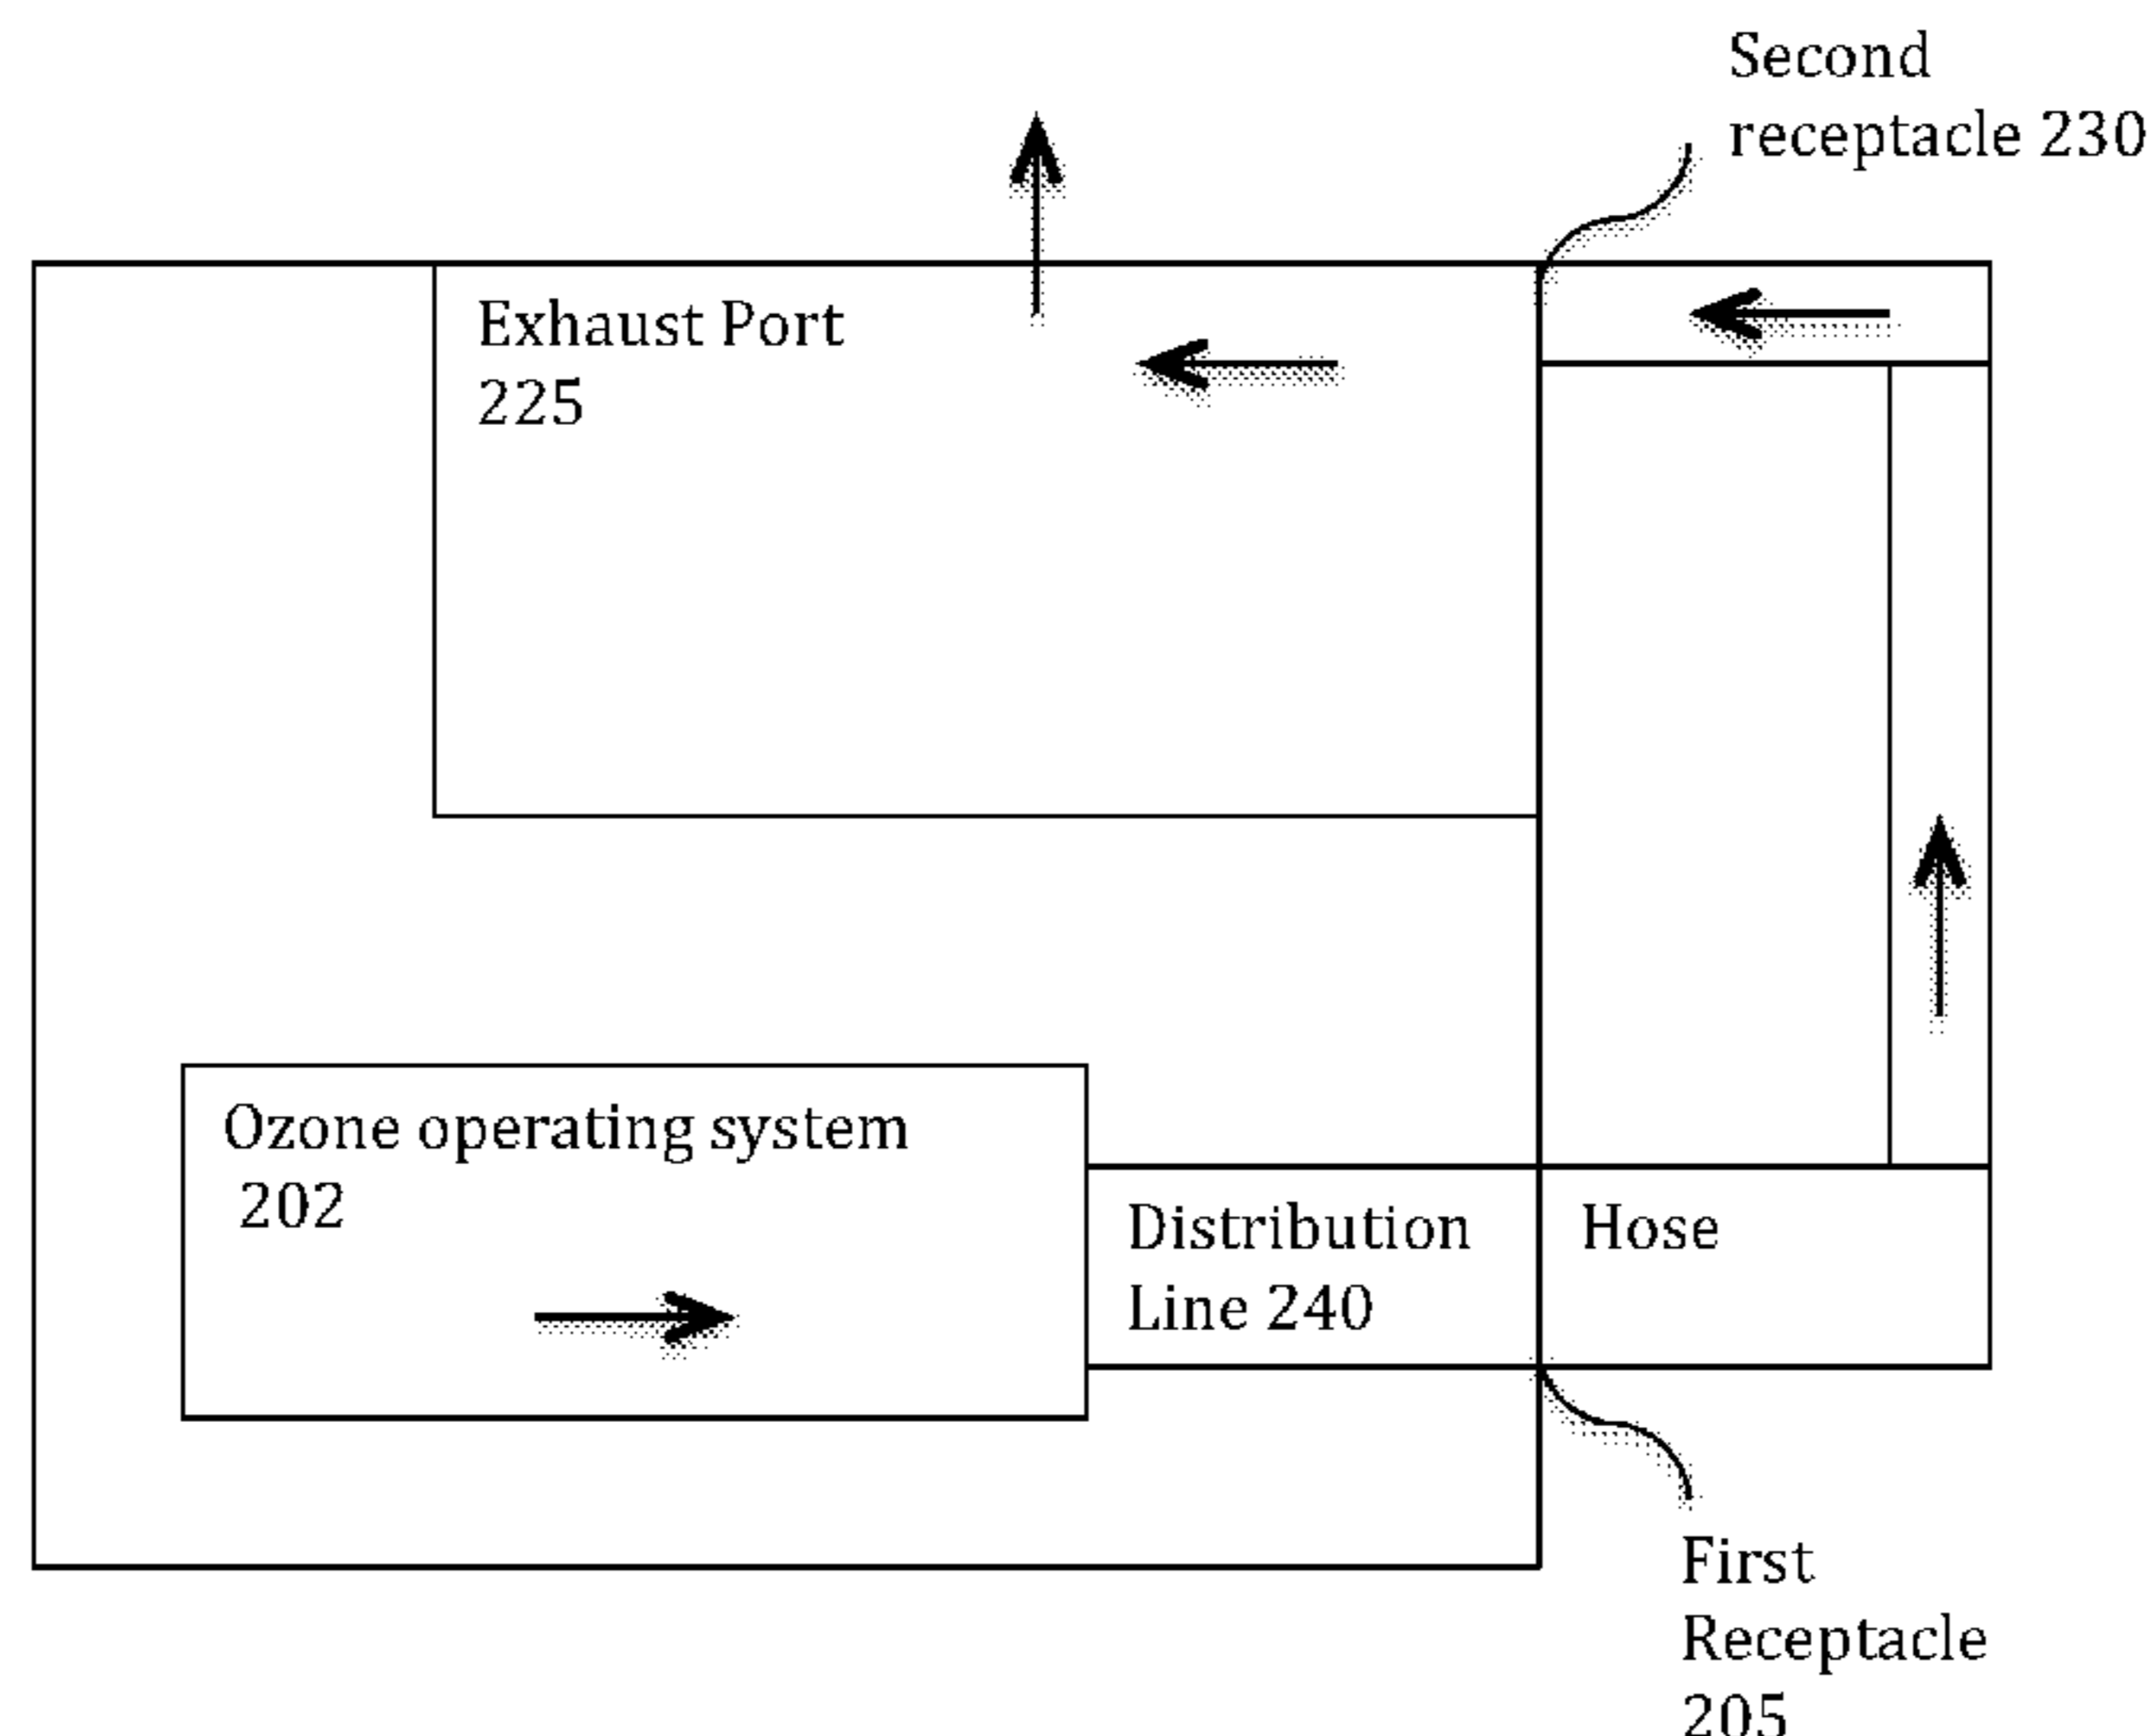 Second
receptacle 230
Exhaust Port
225
Ozone operating system
202
Distribution
Line 240
Hose
First
Receptacle
205